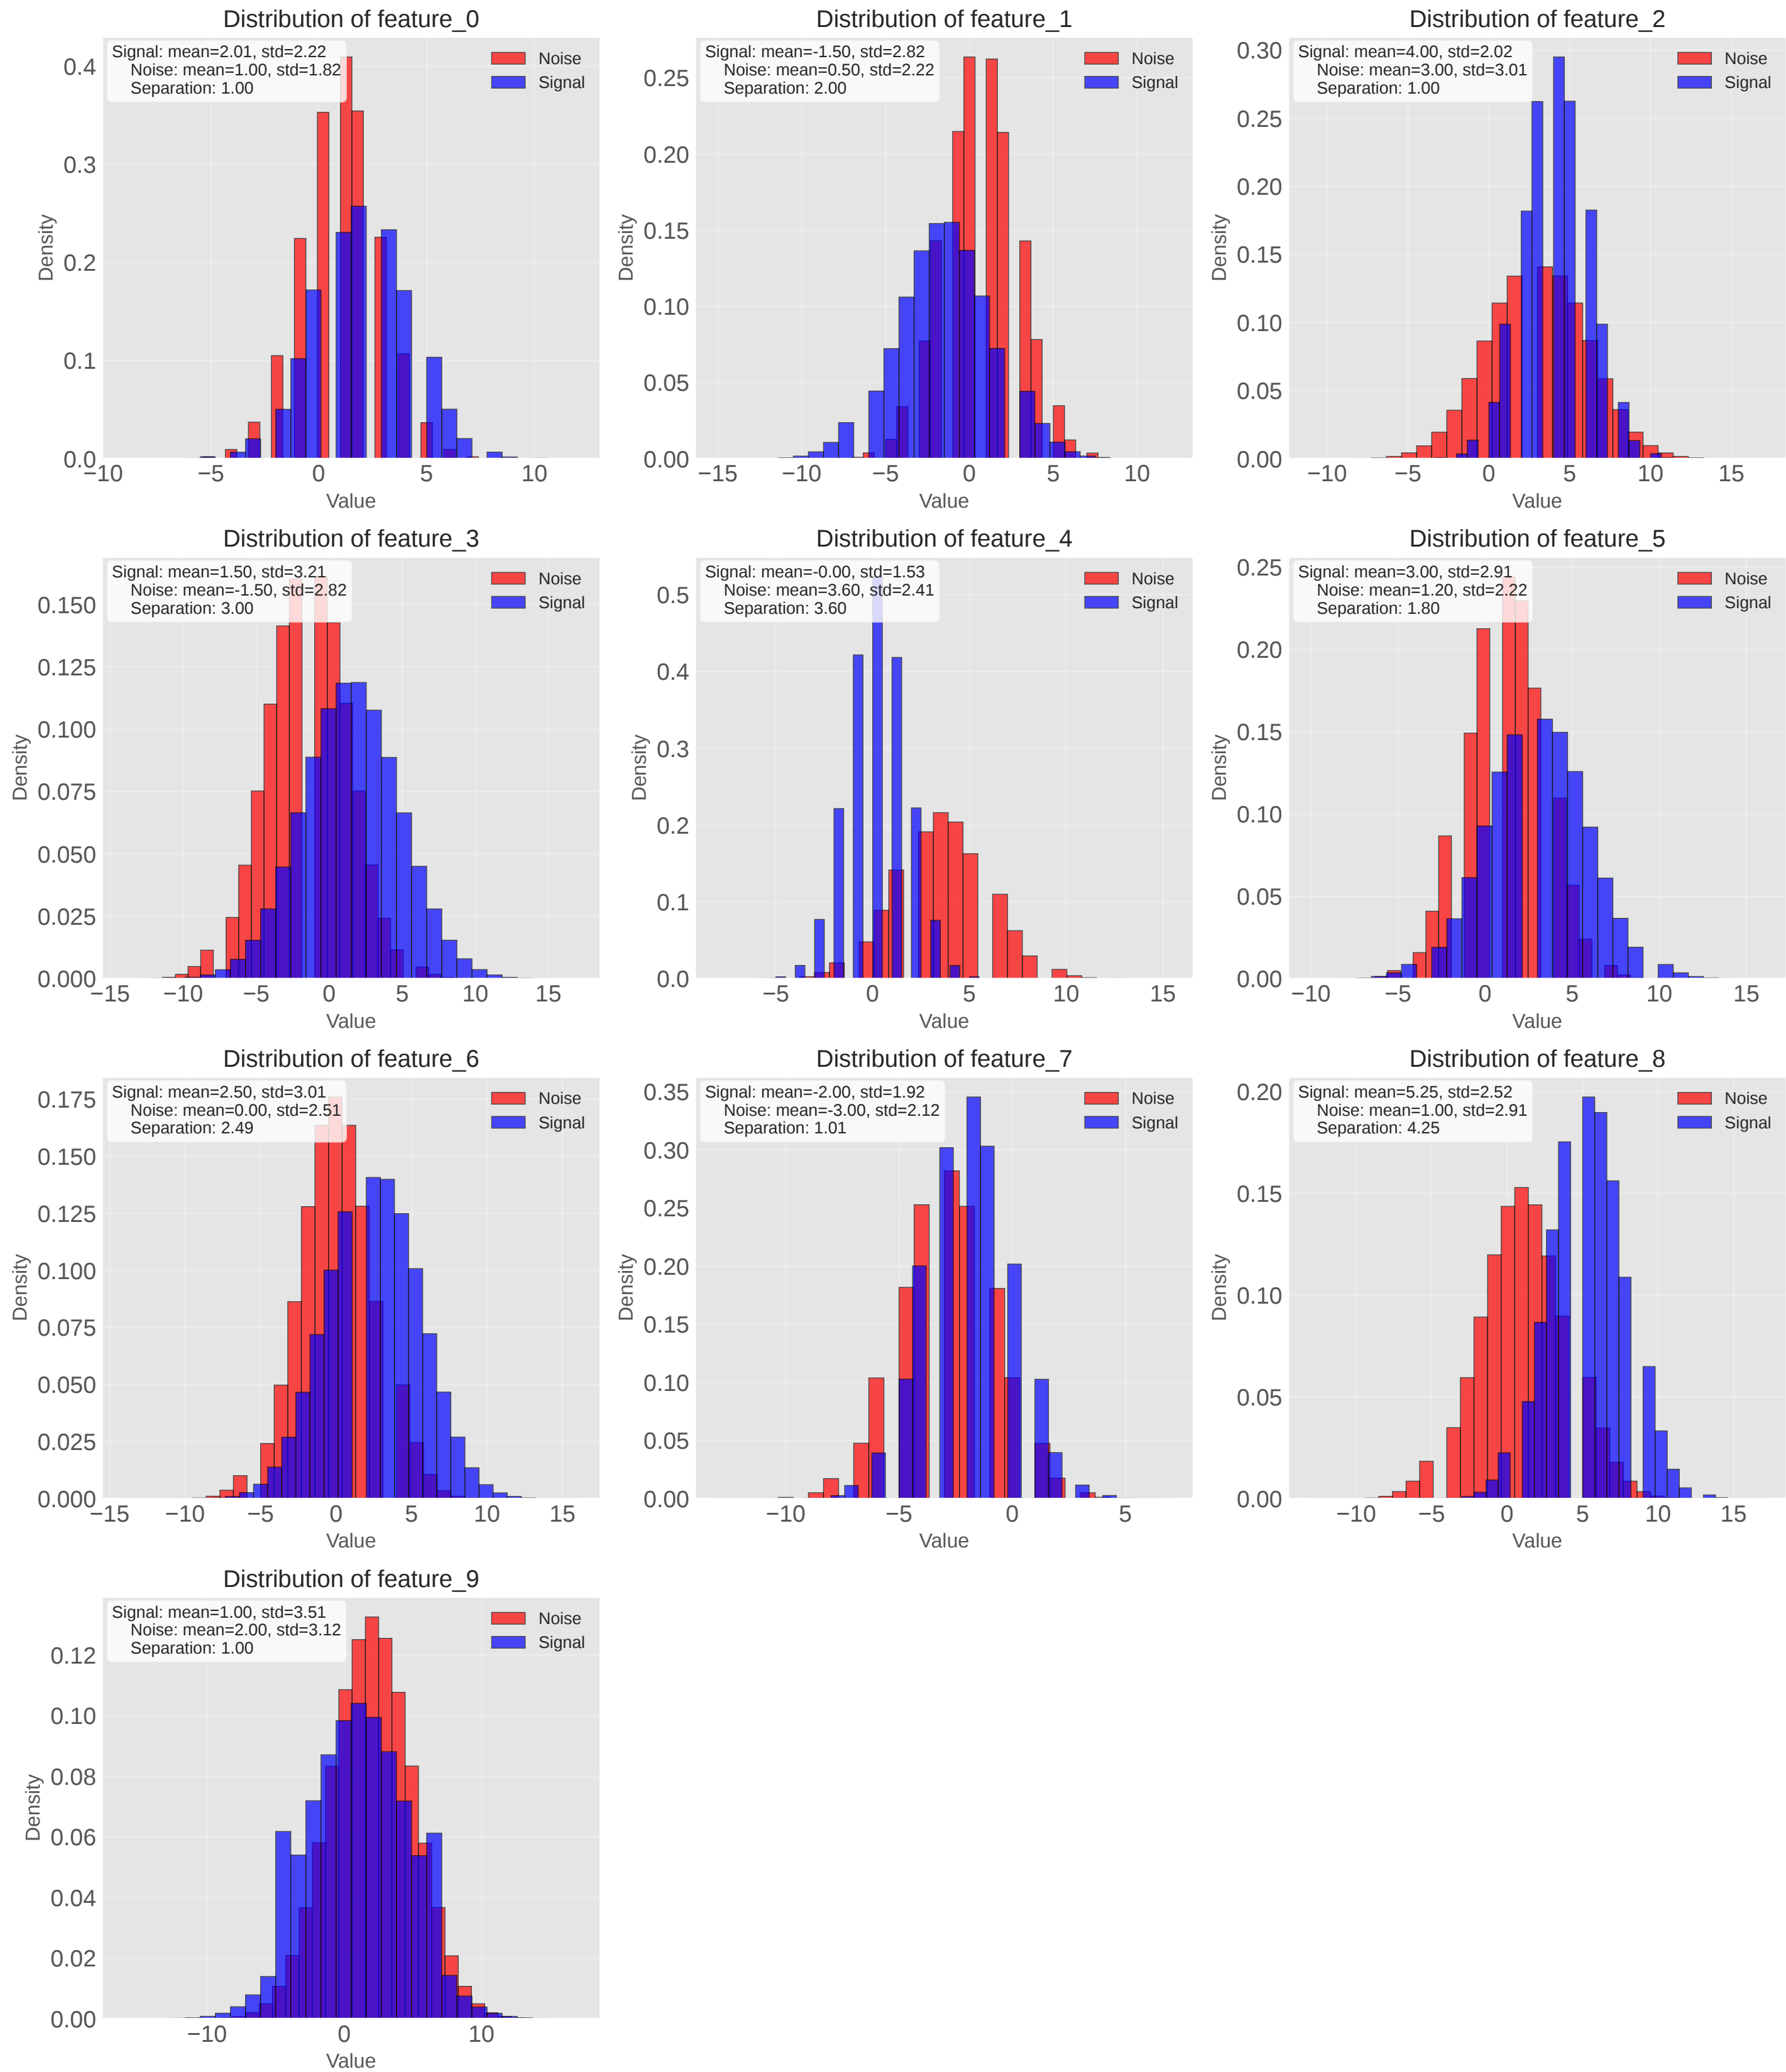 Distribution of feature_0
Signal: mean=2.01, std=2.22
Noise: mean=1.00, std=1.82
Separation: 1.00
Noise
Signal
0.4
0.3
0.2
0.1
0.0
Density
−10 −5 0 5 10
Value
Distribution of feature_1
Signal: mean=-1.50, std=2.82
Noise: mean=0.50, std=2.22
Separation: 2.00
Noise
Signal
0.25
0.20
0.15
0.10
0.05
0.00
Density
−15 −10 −5 0 5 10
Value
Distribution of feature_2
Signal: mean=4.00, std=2.02
Noise: mean=3.00, std=3.01
Separation: 1.00
Noise
Signal
0.30
0.25
0.20
0.15
0.10
0.05
0.00
Density
−10 −5 0 5 10 15
Value
Distribution of feature_3
Signal: mean=1.50, std=3.21
Noise: mean=-1.50, std=2.82
Separation: 3.00
Noise
Signal
0.150
0.125
0.100
0.075
0.050
0.025
0.000
Density
−15 −10 −5 0 5 10 15
Value
Distribution of feature_4
Signal: mean=-0.00, std=1.53
Noise: mean=3.60, std=2.41
Separation: 3.60
Noise
Signal
0.5
0.4
0.3
0.2
0.1
0.0
Density
−5 0 5 10 15
Value
Distribution of feature_5
Signal: mean=3.00, std=2.91
Noise: mean=1.20, std=2.22
Separation: 1.80
Noise
Signal
0.25
0.20
0.15
0.10
0.05
0.00
Density
−10 −5 0 5 10 15
Value
Distribution of feature_6
Signal: mean=2.50, std=3.01
Noise: mean=0.00, std=2.51
Separation: 2.49
Noise
Signal
0.175
0.150
0.125
0.100
0.075
0.050
0.025
0.000
Density
−15 −10 −5 0 5 10 15
Value
Distribution of feature_7
Signal: mean=-2.00, std=1.92
Noise: mean=-3.00, std=2.12
Separation: 1.01
Noise
Signal
0.35
0.30
0.25
0.20
0.15
0.10
0.05
0.00
Density
−10 −5 0 5
Value
Distribution of feature_8
Signal: mean=5.25, std=2.52
Noise: mean=1.00, std=2.91
Separation: 4.25
Noise
Signal
0.20
0.15
0.10
0.05
0.00
Density
−10 −5 0 5 10 15
Value
Distribution of feature_9
Signal: mean=1.00, std=3.51
Noise: mean=2.00, std=3.12
Separation: 1.00
Noise
Signal
0.12
0.10
0.08
0.06
0.04
0.02
0.00
Density
−10 0 10
Value